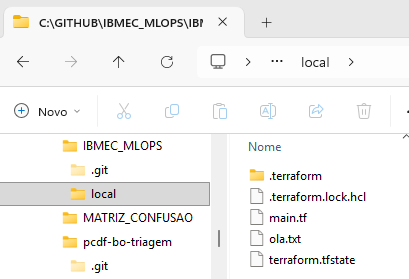 C:\GITHUB\IBMEC_MLOPS\IBM
local
Novo
IBMEC_MLOPS
.git
local
MATRIZ_CONFUSAO
pcdf-bo-triagem
.git
Nome
.terraform
.terraform.lock.hcl
main.tf
ola.txt
terraform.tfstate